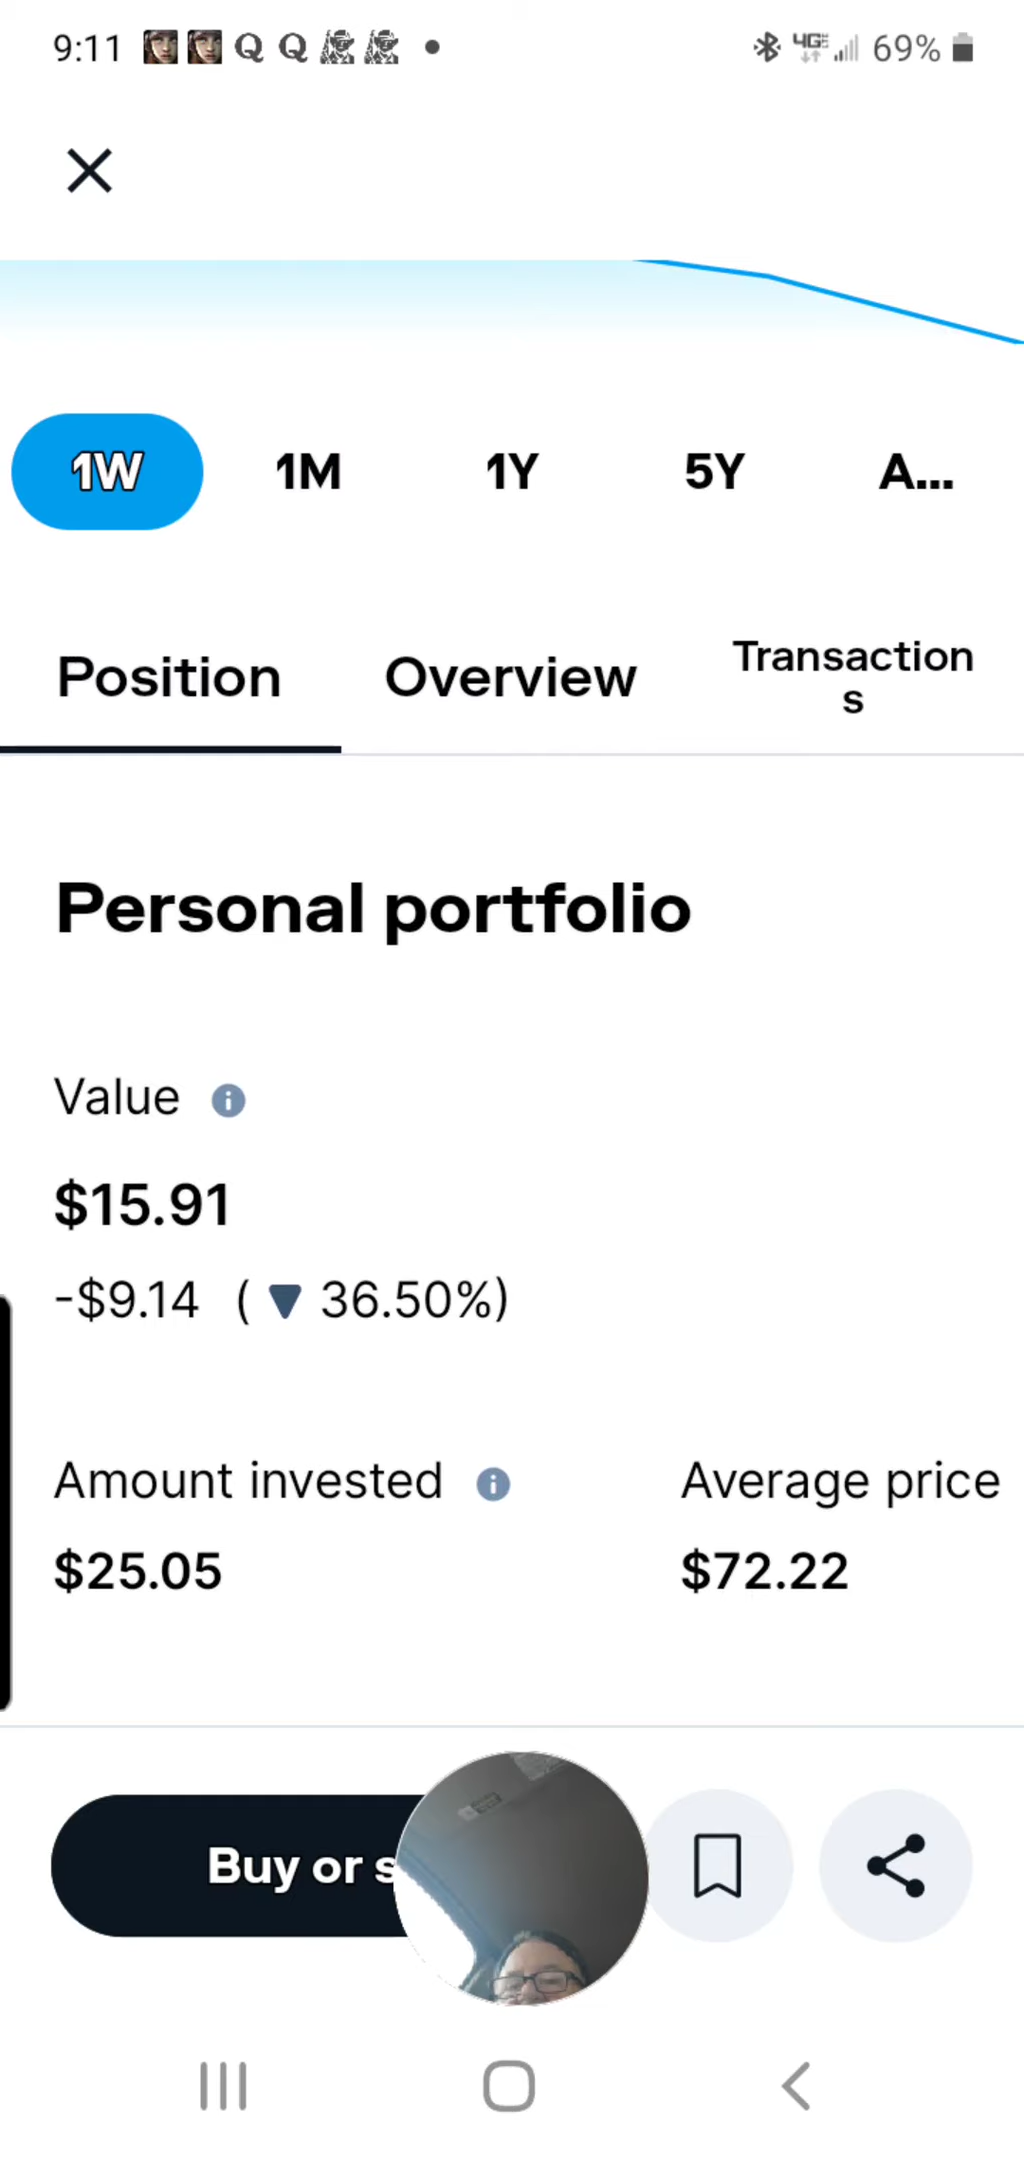 9:11 Q Q 4GE 69%
1W 1M 1Y 5Y A...
Position Overview Transaction
s
Personal portfolio
Value
$15.91
-$9.14 (▼ 36.50%)
Amount invested Average price
$25.05 $72.22
Buy or s